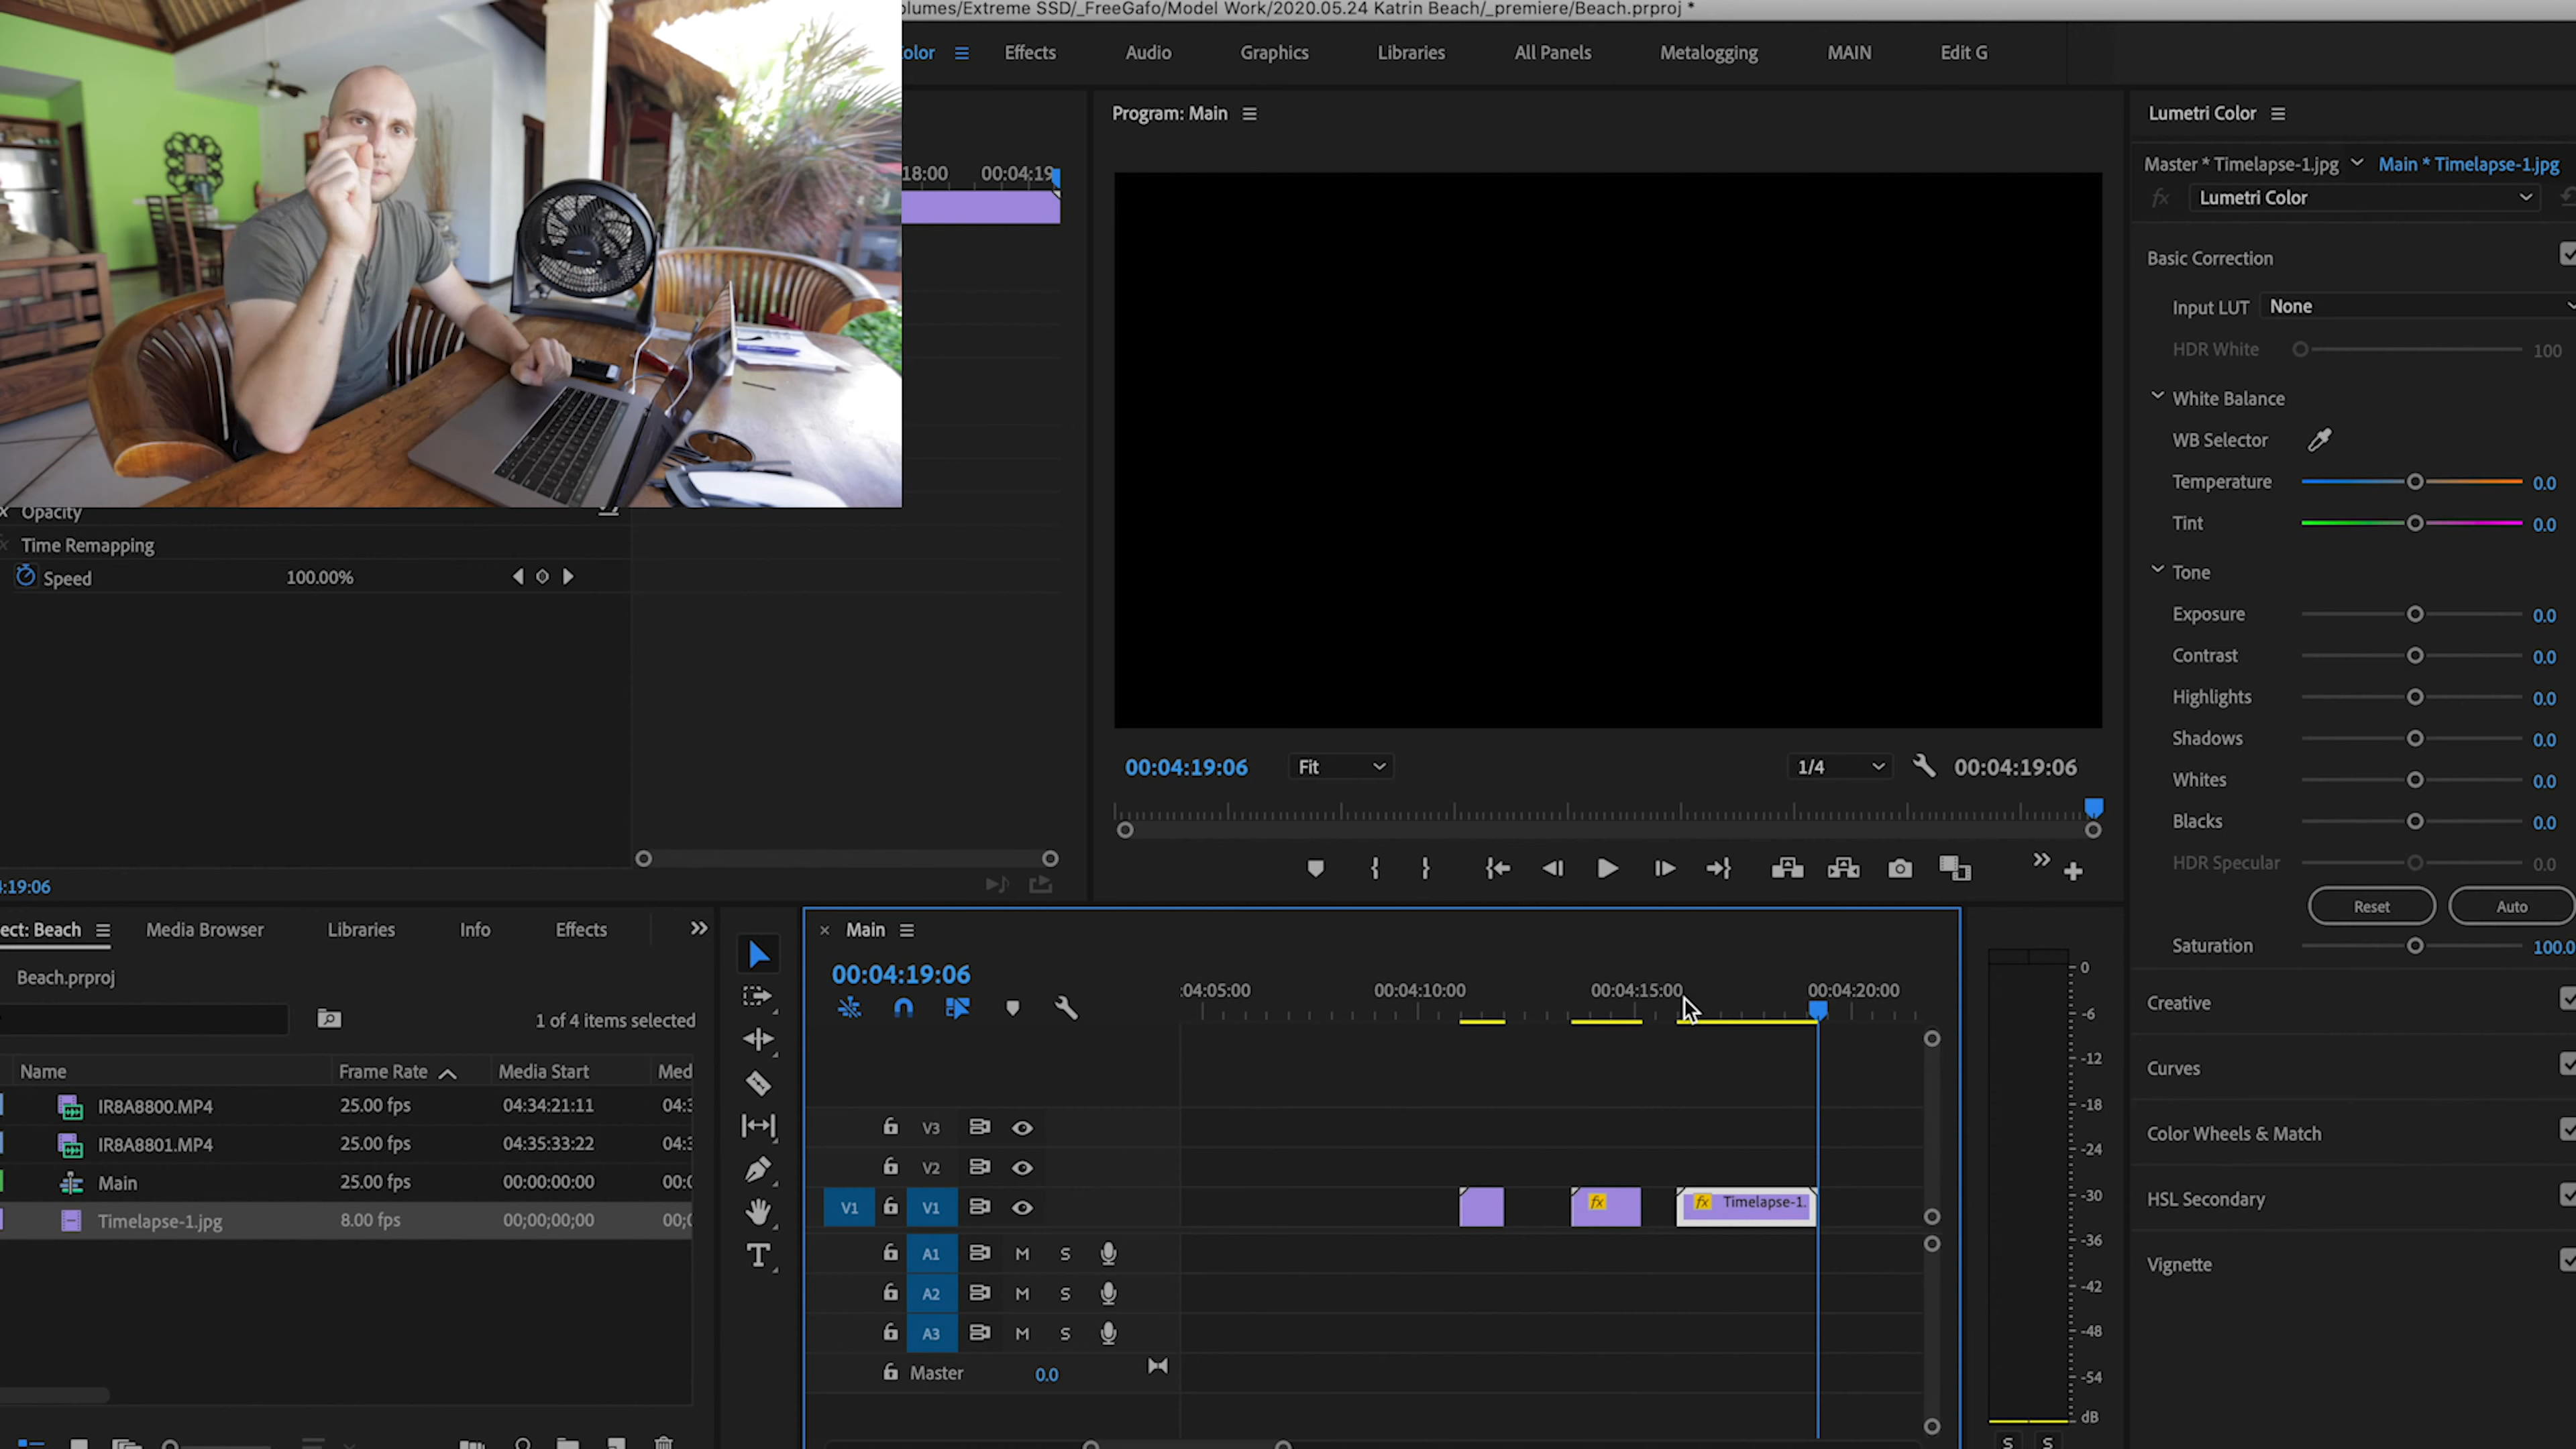 olumes/Extreme SSD/_FreeGafo/Model Work/2020.05.24 Katrin Beach/_premiere/Beach.prproj *
olor Effects Audio Graphics Libraries All Panels Metalogging MAIN Edit G
18:00 00:04:19
Opacity
Time Remapping
Speed 100.00%
:19:06
Program: Main
00:04:19:06 Fit 1/4 00:04:19:06
Lumetri Color
Master * Timelapse-1.jpg Main * Timelapse-1.jpg
fx Lumetri Color
Basic Correction
Input LUT None
HDR White 100
White Balance
WB Selector
Temperature 0.0
Tint 0.0
Tone
Exposure 0.0
Contrast 0.0
Highlights 0.0
Shadows 0.0
Whites 0.0
Blacks 0.0
HDR Specular 0.0
Reset Auto
Saturation 100.0
Creative
Curves
Color Wheels & Match
HSL Secondary
Vignette
ect: Beach Media Browser Libraries Info Effects
Beach.prproj
1 of 4 items selected
Name Frame Rate Media Start Med
IR8A8800.MP4 25.00 fps 04:34:21:11 04:3
IR8A8801.MP4 25.00 fps 04:35:33:22 04:3
Main 25.00 fps 00:00:00:00 00:0
Timelapse-1.jpg 8.00 fps 00;00;00;00 00;0
× Main
00:04:19:06
:04:05:00 00:04:10:00 00:04:15:00 00:04:20:00
V3
V2
V1 V1 fx fx Timelapse-1.
A1 M S
A2 M S
A3 M S
Master 0.0
0
-6
-12
-18
-24
-30
-36
-42
-48
-54
dB
S S